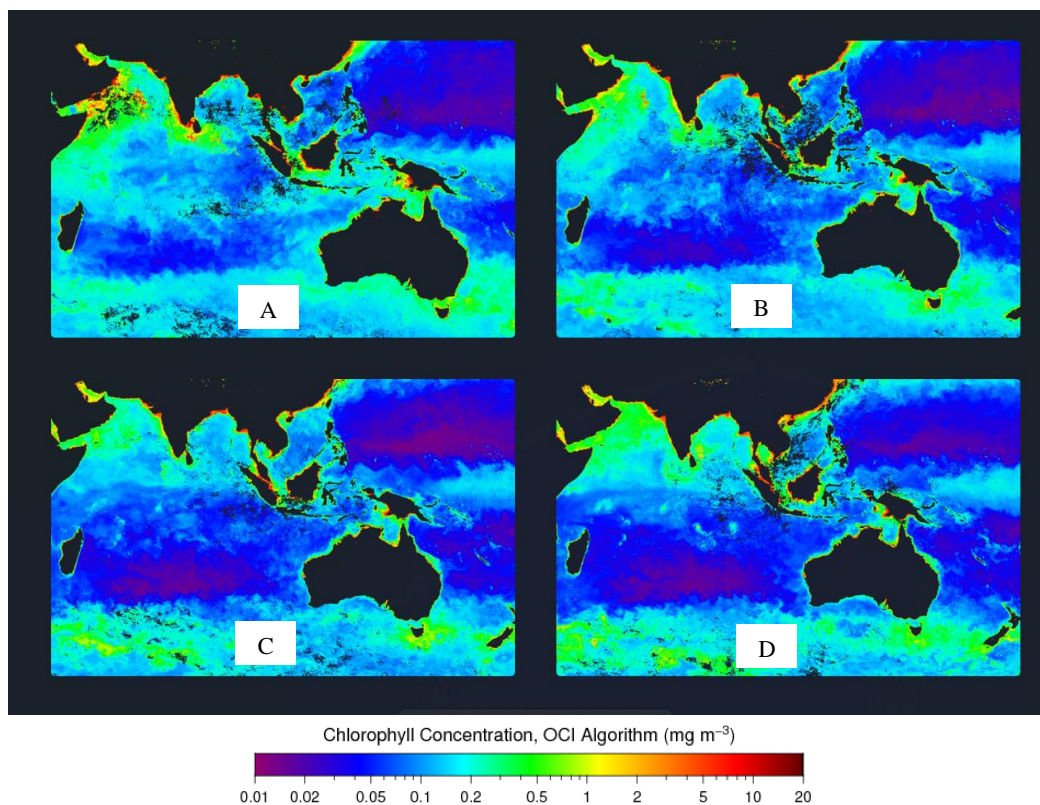 A
B
C
D
Chlorophyll Concentration, OCI Algorithm (mg m⁻³)
0.01 0.02 0.05 0.1 0.2 0.5 1 2 5 10 20